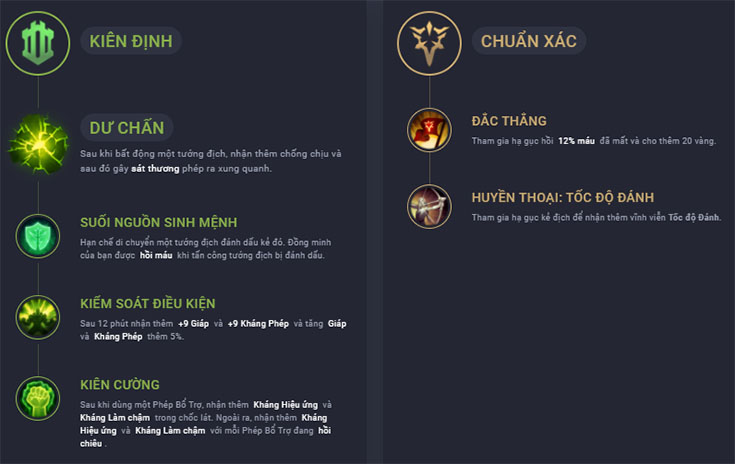 KIÊN ĐỊNH
DƯ CHẤN
Sau khi bất động một tướng địch, nhận thêm chống chịu và
sau đó gây sát thương phép ra xung quanh.
SUỐI NGUỒN SINH MỆNH
Hạn chế di chuyển một tướng địch đánh dấu kẻ đó. Đồng minh
của bạn được hồi máu khi tấn công tướng địch bị đánh dấu.
KIỂM SOÁT ĐIỀU KIỆN
Sau 12 phút nhận thêm +9 Giáp và +9 Kháng Phép và tăng Giáp
và Kháng Phép thêm 5%.
KIÊN CƯỜNG
Sau khi dùng một Phép Bổ Trợ, nhận thêm Kháng Hiệu ứng và
Kháng Làm chậm trong chốc lát. Ngoài ra, nhận thêm Kháng
Hiệu ứng và Kháng Làm chậm với mỗi Phép Bổ Trợ đang hồi
chiêu .
CHUẨN XÁC
ĐẮC THẮNG
Tham gia hạ gục hồi 12% máu đã mất và cho thêm 20 vàng.
HUYỀN THOẠI: TỐC ĐỘ ĐÁNH
Tham gia hạ gục kẻ địch để nhận thêm vĩnh viễn Tốc độ Đánh.